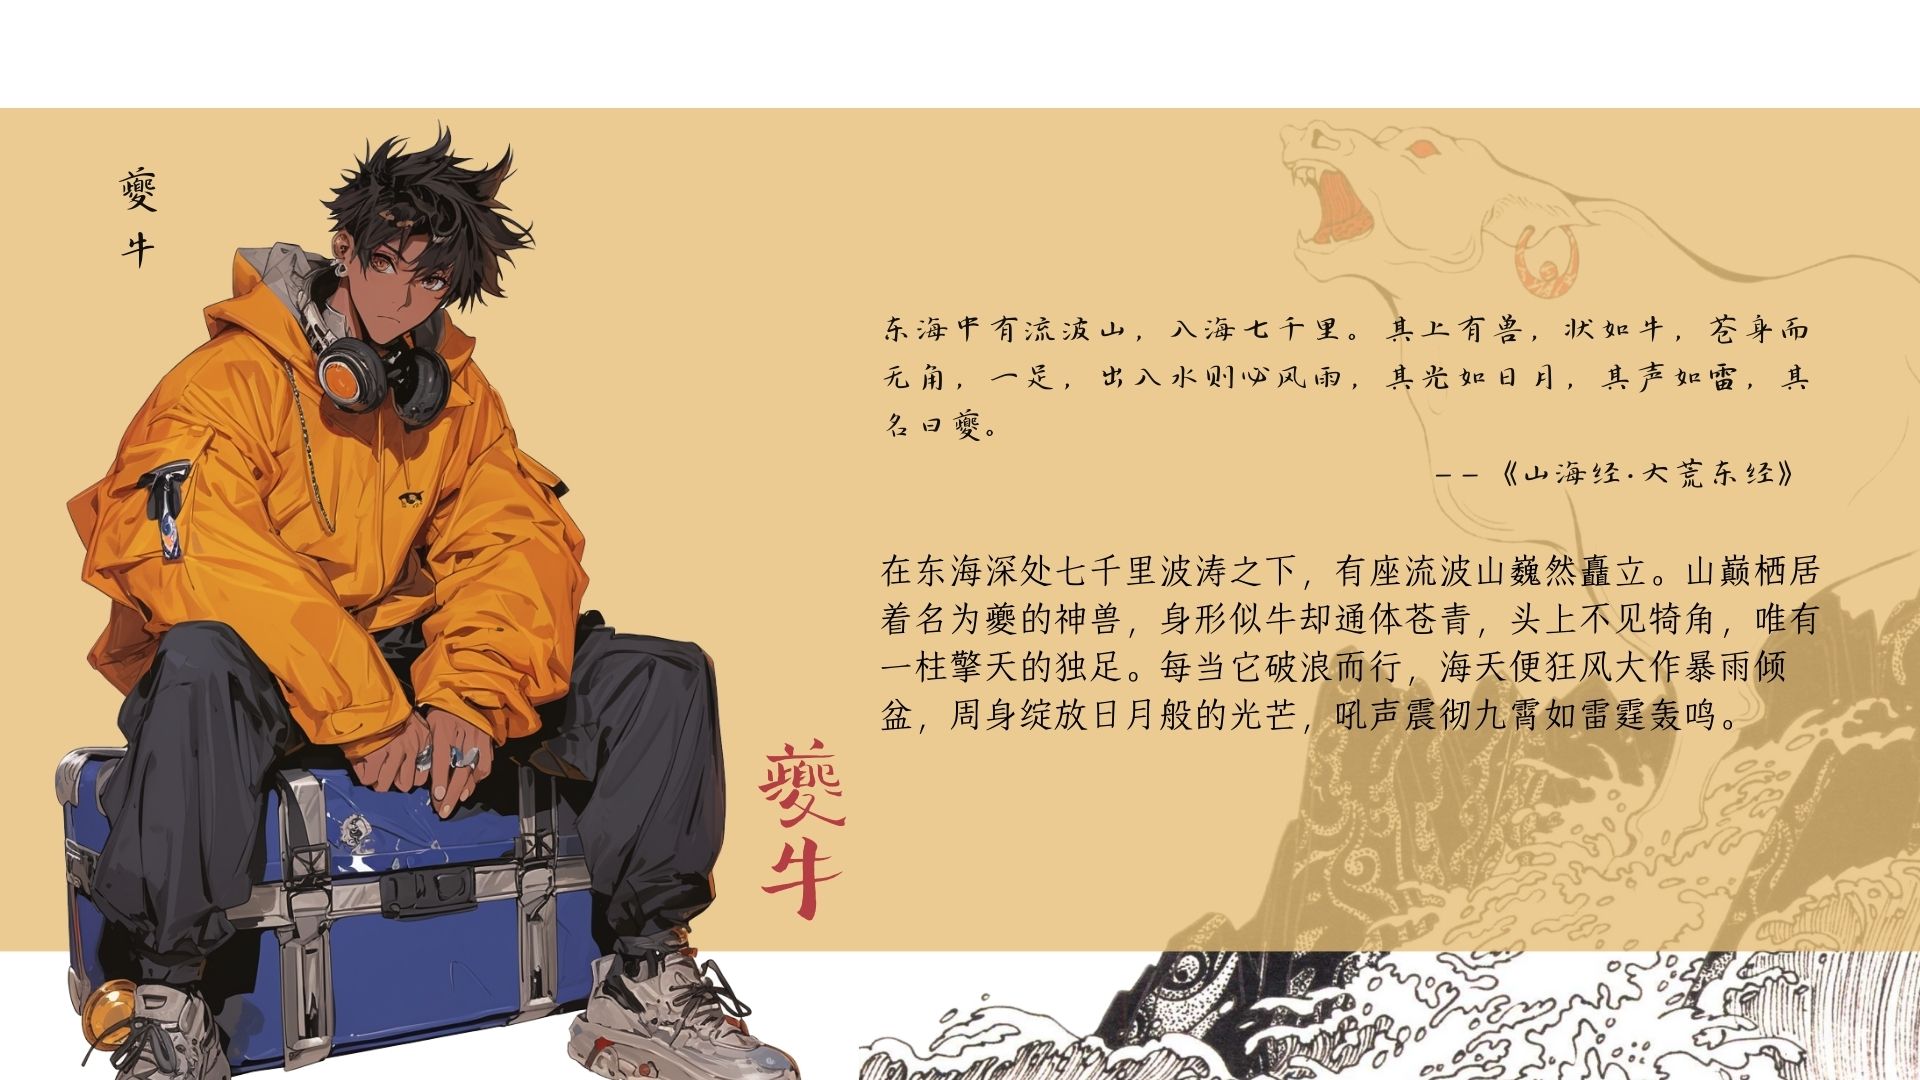 夔
牛
东海中有流波山，入海七千里。其上有兽，状如牛，苍身而
无角，一足，出入水则必风雨，其光如日月，其声如雷，其
名曰夔。
--《山海经·大荒东经》
在东海深处七千里波涛之下，有座流波山巍然矗立。山巅栖居
着名为夔的神兽，身形似牛却通体苍青，头上不见犄角，唯有
一柱擎天的独足。每当它破浪而行，海天便狂风大作暴雨倾
盆，周身绽放日月般的光芒，吼声震彻九霄如雷霆轰鸣。
夔
牛